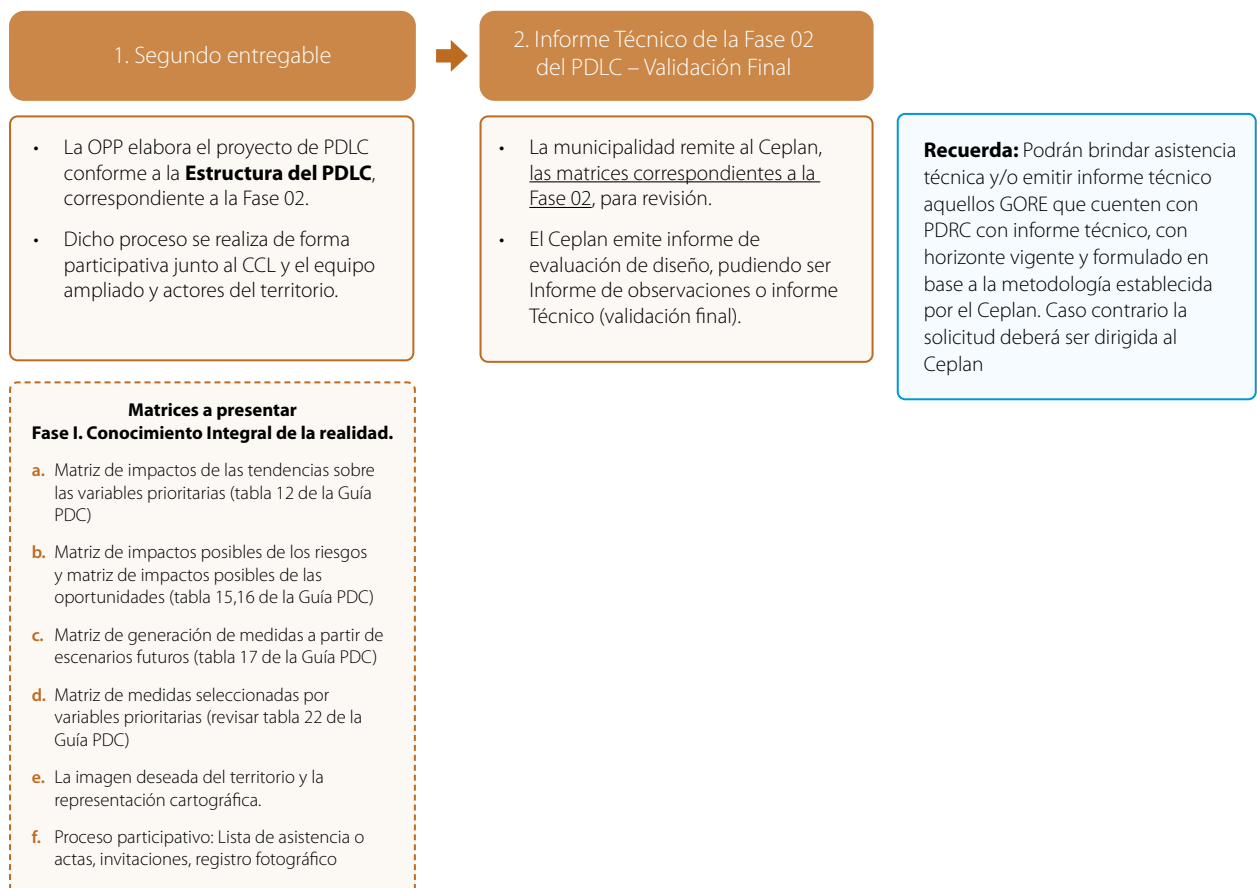 1. Segundo entregable
2. Informe Técnico de la Fase 02
del PDLC – Validación Final
• La OPP elabora el proyecto de PDLC
conforme a la Estructura del PDLC,
correspondiente a la Fase 02.
• Dicho proceso se realiza de forma
participativa junto al CCL y el equipo
ampliado y actores del territorio.
• La municipalidad remite al Ceplan,
las matrices correspondientes a la
Fase 02, para revisión.
• El Ceplan emite informe de
evaluación de diseño, pudiendo ser
Informe de observaciones o informe
Técnico (validación final).
Recuerda: Podrán brindar asistencia
técnica y/o emitir informe técnico
aquellos GORE que cuenten con
PDRC con informe técnico, con
horizonte vigente y formulado en
base a la metodología establecida
por el Ceplan. Caso contrario la
solicitud deberá ser dirigida al
Ceplan
Matrices a presentar
Fase I. Conocimiento Integral de la realidad.
a. Matriz de impactos de las tendencias sobre
las variables prioritarias (tabla 12 de la Guía
PDC)
b. Matriz de impactos posibles de los riesgos
y matriz de impactos posibles de las
oportunidades (tabla 15,16 de la Guía PDC)
c. Matriz de generación de medidas a partir de
escenarios futuros (tabla 17 de la Guía PDC)
d. Matriz de medidas seleccionadas por
variables prioritarias (revisar tabla 22 de la
Guía PDC)
e. La imagen deseada del territorio y la
representación cartográfica.
f. Proceso participativo: Lista de asistencia o
actas, invitaciones, registro fotográfico